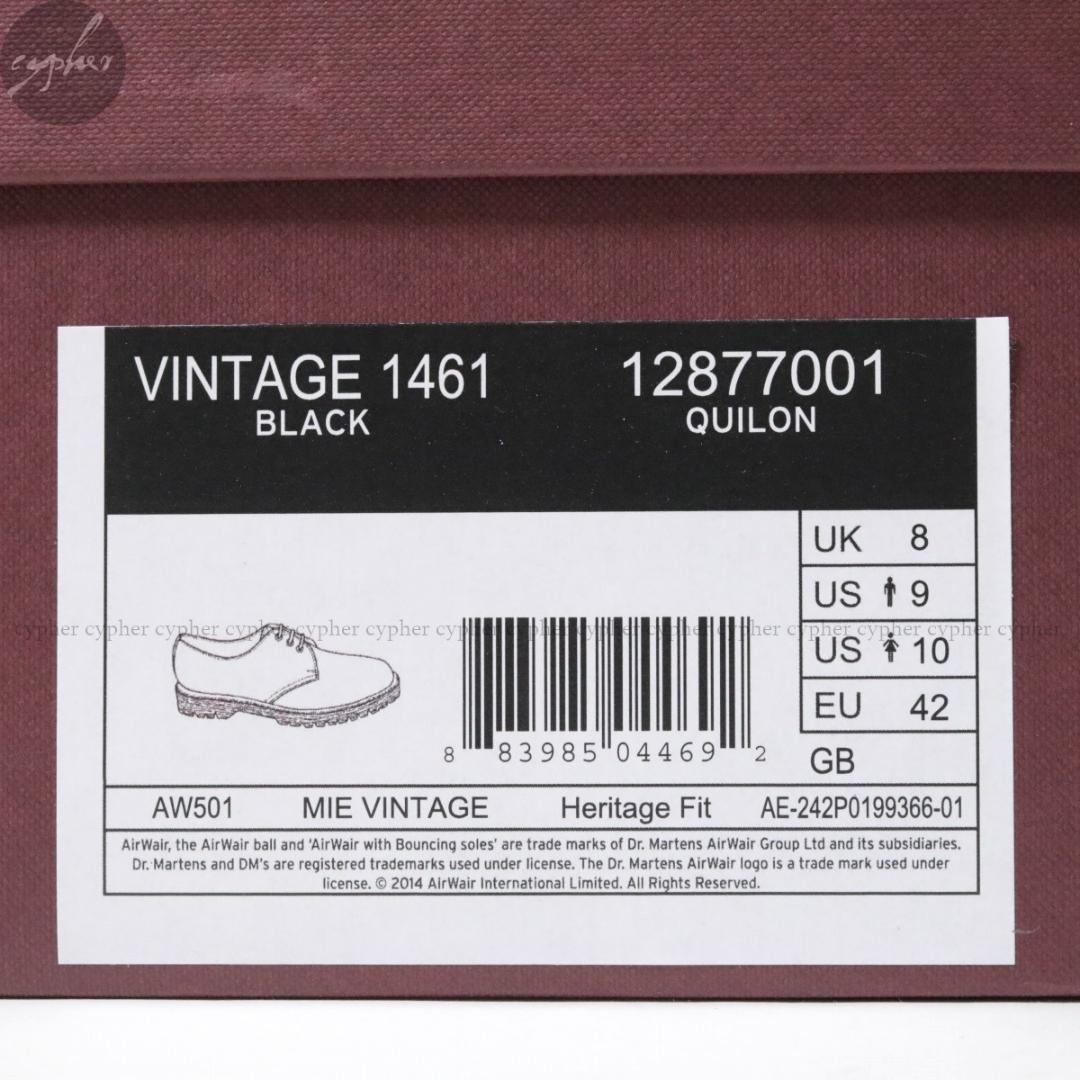 cypher
VINTAGE 1461
BLACK
12877001
QUILON
UK 8
US 9
US 10
EU 42
GB
cypher cypher cypher cypher cypher cypher cypher cypher cypher cypher cypher cypher cypher cypher cypher
8 83985 04469 2
AW501 MIE VINTAGE Heritage Fit AE-242P0199366-01
AirWair, the AirWair ball and 'AirWair with Bouncing soles' are trade marks of Dr. Martens AirWair Group Ltd and its subsidiaries.
Dr. Martens and DM's are registered trademarks used under license. The Dr. Martens AirWair logo is a trade mark used under
license. © 2014 AirWair International Limited. All Rights Reserved.